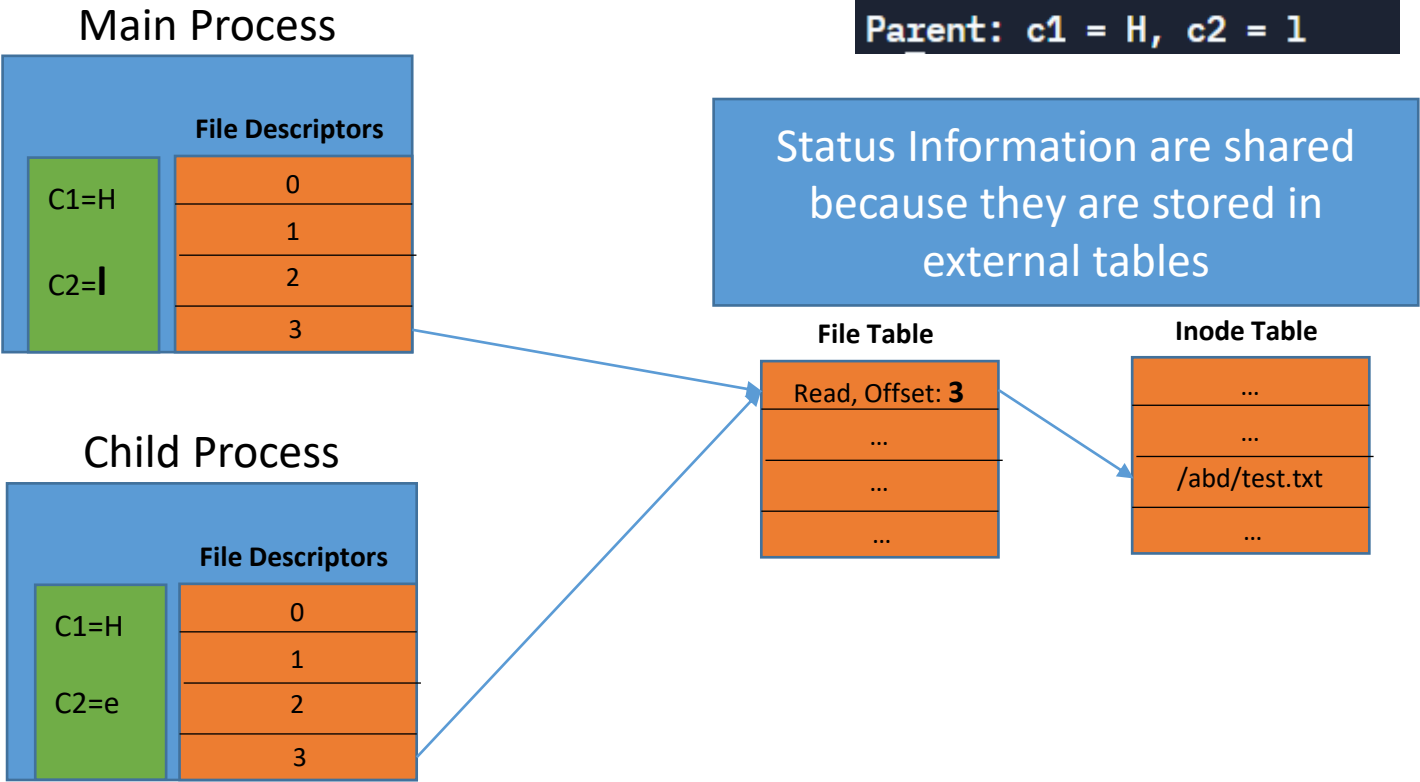 Main Process
Parent: c1 = H, c2 = l
File Descriptors
C1=H
C2=l
0
1
2
3
Status Information are shared
because they are stored in
external tables
File Table
Read, Offset: 3
...
...
...
Inode Table
...
...
/abd/test.txt
...
Child Process
File Descriptors
C1=H
C2=e
0
1
2
3